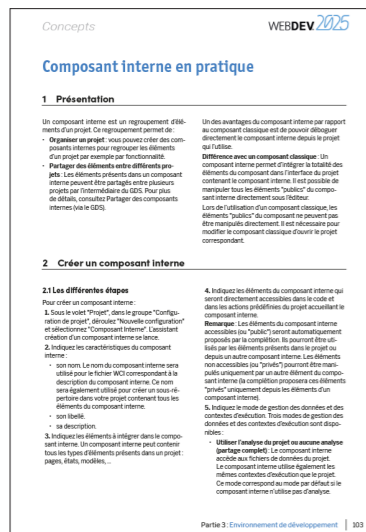 Concepts
WEBDEV 2025
Composant interne en pratique
1 Présentation
Un composant interne est un regroupement d'élé-
ments d'un projet. Ce regroupement permet de :
• Organiser un projet : vous pouvez créer des com-
posants internes pour regrouper les éléments
d'un projet par exemple par fonctionnalité.
• Partager des éléments entre différents pro-
jets : Les éléments présents dans un composant
interne peuvent être partagés entre plusieurs
projets par l'intermédiaire du GDS. Pour plus
de détails, consultez Partager des composants
internes (via le GDS).
Un des avantages du composant interne par rapport
au composant classique est de pouvoir déboguer
directement le composant interne depuis le projet
qui l'utilise.
Différence avec un composant classique : Un
composant interne permet d'intégrer la totalité des
éléments du composant dans l'interface du projet
contenant le composant interne. Il est possible de
manipuler tous les éléments "publics" du compo-
sant interne directement sous l'éditeur.
Lors de l'utilisation d'un composant classique, les
éléments "publics" du composant ne peuvent pas
être manipulés directement. Il est nécessaire pour
modifier le composant classique d'ouvrir le projet
correspondant.
2 Créer un composant interne
2.1 Les différentes étapes
Pour créer un composant interne :
1. Sous le volet "Projet", dans le groupe "Configu-
ration de projet", déroulez "Nouvelle configuration"
et sélectionnez "Composant Interne". L'assistant
création d'un composant interne se lance.
2. Indiquez les caractéristiques du composant
interne :
• son nom. Le nom du composant interne sera
utilisé pour le fichier WCI correspondant à la
description du composant interne. Ce nom
sera également utilisé pour créer un sous-ré-
pertoire dans votre projet contenant tous les
éléments du composant interne.
• son libellé.
• sa description.
3. Indiquez les éléments à intégrer dans le compo-
sant interne. Un composant interne peut contenir
tous les types d'éléments présents dans un projet :
pages, états, modèles, ...
4. Indiquez les éléments du composant interne qui
seront directement accessibles dans le code et
dans les actions prédéfinies du projet accueillant le
composant interne.
Remarque : Les éléments du composant interne
accessibles (ou "public") seront automatiquement
proposés par la complétion. Ils pourront être uti-
lisés par les éléments présents dans le projet ou
depuis un autre composant interne. Les éléments
non accessibles (ou "privés") pourront être mani-
pulés uniquement par un autre élément du compo-
sant interne (la complétion proposera ces éléments
"privés" uniquement depuis les éléments d'un
composant interne).
5. Indiquez le mode de gestion des données et des
contextes d'exécution. Trois modes de gestion des
données et des contextes d'exécution sont dispo-
nibles :
• Utiliser l'analyse du projet ou aucune analyse
(partage complet) : Le composant interne
accède aux fichiers de données du projet.
Le composant interne utilise également les
mêmes contextes d'exécution que le projet.
Ce mode correspond au mode par défaut si le
composant interne n'utilise pas d'analyse.
Partie 3 : Environnement de développement 103